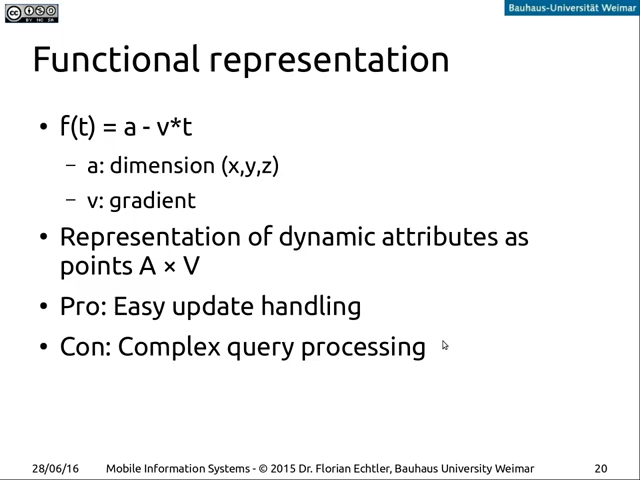 Bauhaus-Universität Weimar
Functional representation
• f(t) = a - v*t
– a: dimension (x,y,z)
– v: gradient
• Representation of dynamic attributes as
points A × V
• Pro: Easy update handling
• Con: Complex query processing
28/06/16 Mobile Information Systems - © 2015 Dr. Florian Echtler, Bauhaus University Weimar 20